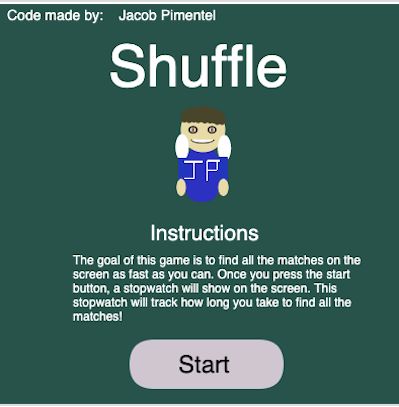 Code made by: Jacob Pimentel
Shuffle
JP
Instructions
The goal of this game is to find all the matches on the
screen as fast as you can. Once you press the start
button, a stopwatch will show on the screen. This
stopwatch will track how long you take to find all the
matches!
Start